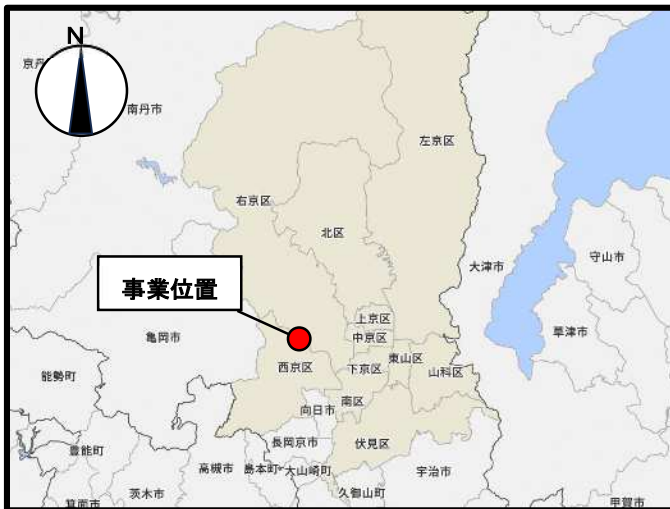 N
京丹
南丹市
左京区
右京区
北区
大津市
守山市
事業位置
上京区
中京区
草津市
亀岡市
東山区
西京区
下京区
山科区
能勢町
向日市
南区
長岡京市
伏見区
豊能町
高槻市
島本町
大山崎町
宇治市
茨木市
久御山町
箕面市
甲賀市